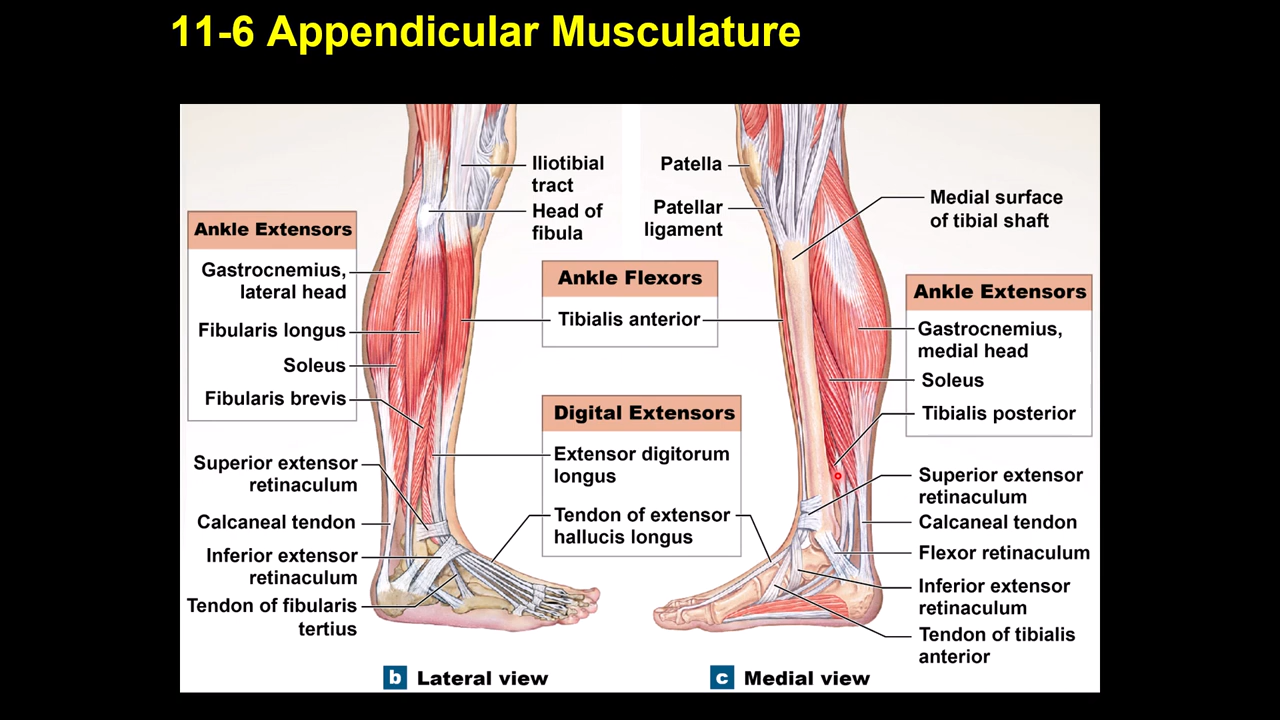 11-6 Appendicular Musculature
Iliotibial
tract
Head of
fibula
Ankle Extensors
Gastrocnemius,
lateral head
Fibularis longus
Soleus
Fibularis brevis
Superior extensor
retinaculum
Calcaneal tendon
Inferior extensor
retinaculum
Tendon of fibularis
tertius
Ankle Flexors
Tibialis anterior
Digital Extensors
Extensor digitorum
longus
Tendon of extensor
hallucis longus
b Lateral view
Patella
Patellar
ligament
Medial surface
of tibial shaft
Ankle Extensors
Gastrocnemius,
medial head
Soleus
Tibialis posterior
Superior extensor
retinaculum
Calcaneal tendon
Flexor retinaculum
Inferior extensor
retinaculum
Tendon of tibialis
anterior
c Medial view